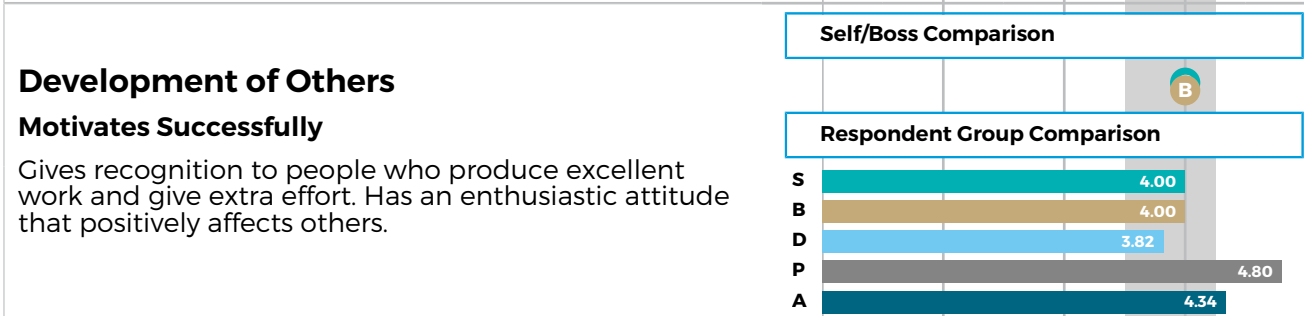 Development of Others
Motivates Successfully
Gives recognition to people who produce excellent
work and give extra effort. Has an enthusiastic attitude
that positively affects others.
Self/Boss Comparison
B
Respondent Group Comparison
S 4.00
B 4.00
D 3.82
P 4.80
A 4.34